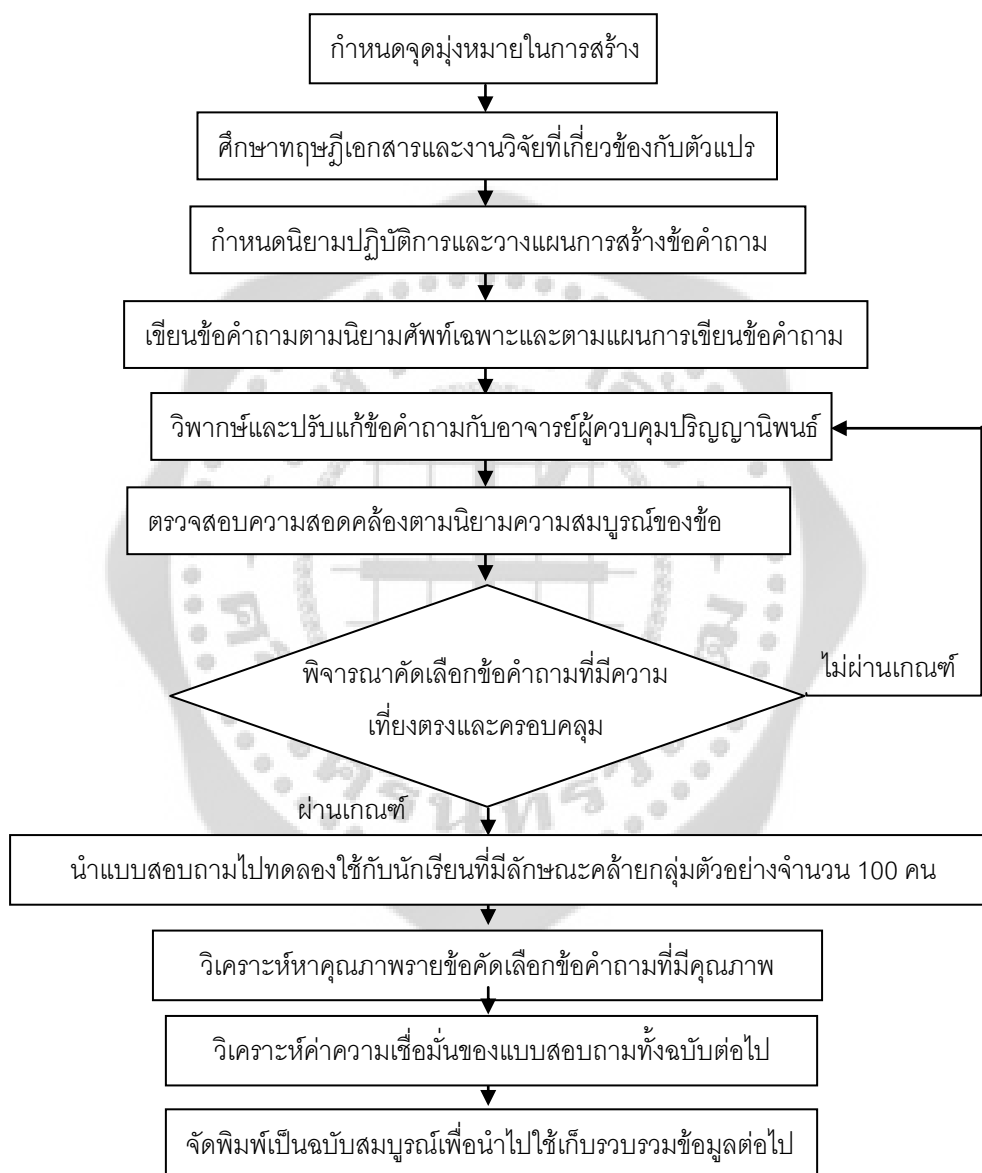 กำหนดจุดมุ่งหมายในการสร้าง
ศึกษาทฤษฎีเอกสารและงานวิจัยที่เกี่ยวข้องกับตัวแปร
กำหนดนิยามปฏิบัติการและวางแผนการสร้างข้อคำถาม
เขียนข้อคำถามตามนิยามศัพท์เฉพาะและตามแผนการเขียนข้อคำถาม
วิพากษ์และปรับแก้ข้อคำถามกับอาจารย์ผู้ควบคุมปริญญานิพนธ์
ตรวจสอบความสอดคล้องตามนิยามความสมบูรณ์ของข้อ
พิจารณาคัดเลือกข้อคำถามที่มีความ
เที่ยงตรงและครอบคลุม
ไม่ผ่านเกณฑ์
ผ่านเกณฑ์
นำแบบสอบถามไปทดลองใช้กับนักเรียนที่มีลักษณะคล้ายกลุ่มตัวอย่างจำนวน 100 คน
วิเคราะห์หาคุณภาพรายข้อคัดเลือกข้อคำถามที่มีคุณภาพ
วิเคราะห์ค่าความเชื่อมั่นของแบบสอบถามทั้งฉบับต่อไป
จัดพิมพ์เป็นฉบับสมบูรณ์เพื่อนำไปใช้เก็บรวบรวมข้อมูลต่อไป